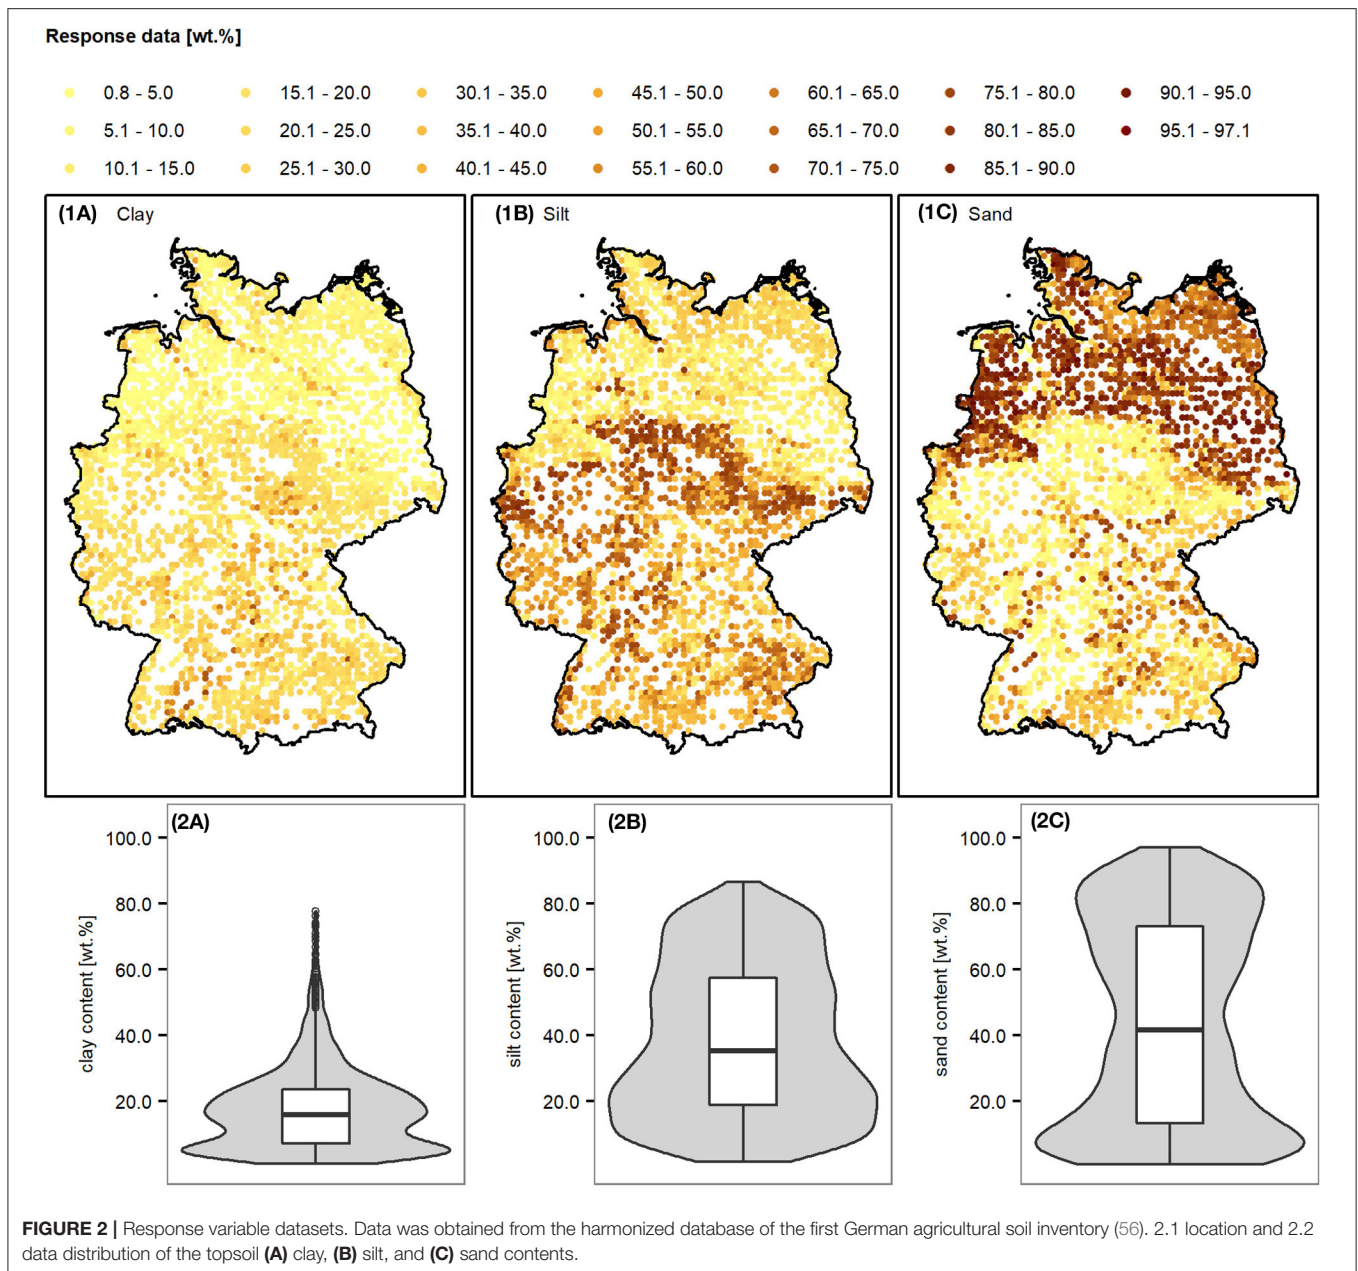 Response data [wt.%]
0.8 - 5.0 15.1 - 20.0 30.1 - 35.0 45.1 - 50.0 60.1 - 65.0 75.1 - 80.0 90.1 - 95.0
5.1 - 10.0 20.1 - 25.0 35.1 - 40.0 50.1 - 55.0 65.1 - 70.0 80.1 - 85.0 95.1 - 97.1
10.1 - 15.0 25.1 - 30.0 40.1 - 45.0 55.1 - 60.0 70.1 - 75.0 85.1 - 90.0
(1A) Clay
(1B) Silt
(1C) Sand
(2A)
clay content [wt.%]
100.0
80.0
60.0
40.0
20.0
(2B)
silt content [wt.%]
100.0
80.0
60.0
40.0
20.0
(2C)
sand content [wt.%]
100.0
80.0
60.0
40.0
20.0
FIGURE 2 | Response variable datasets. Data was obtained from the harmonized database of the first German agricultural soil inventory (56). 2.1 location and 2.2
data distribution of the topsoil (A) clay, (B) silt, and (C) sand contents.